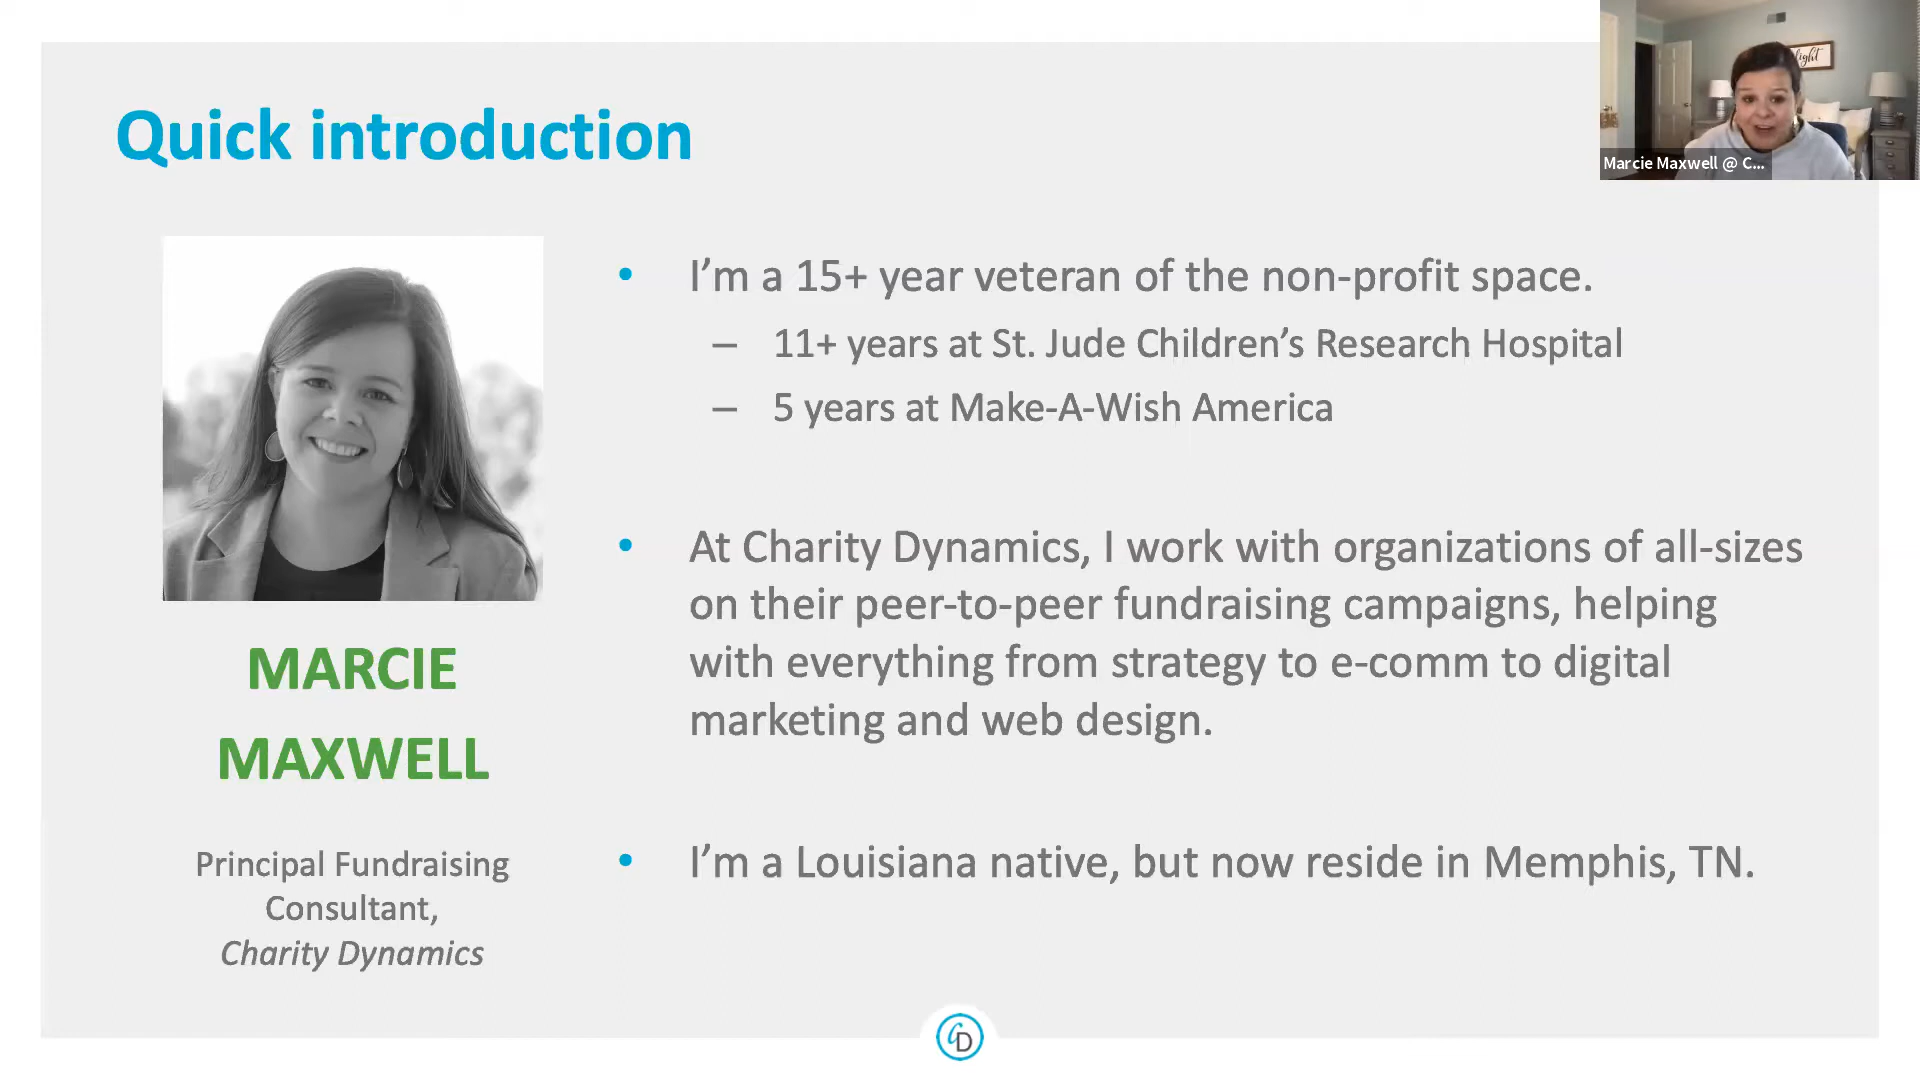 Quick introduction
light
Marcie Maxwell @ C...
• I’m a 15+ year veteran of the non-profit space.
– 11+ years at St. Jude Children’s Research Hospital
– 5 years at Make-A-Wish America
• At Charity Dynamics, I work with organizations of all-sizes
on their peer-to-peer fundraising campaigns, helping
with everything from strategy to e-comm to digital
marketing and web design.
• I’m a Louisiana native, but now reside in Memphis, TN.
MARCIE
MAXWELL
Principal Fundraising
Consultant,
Charity Dynamics
CD